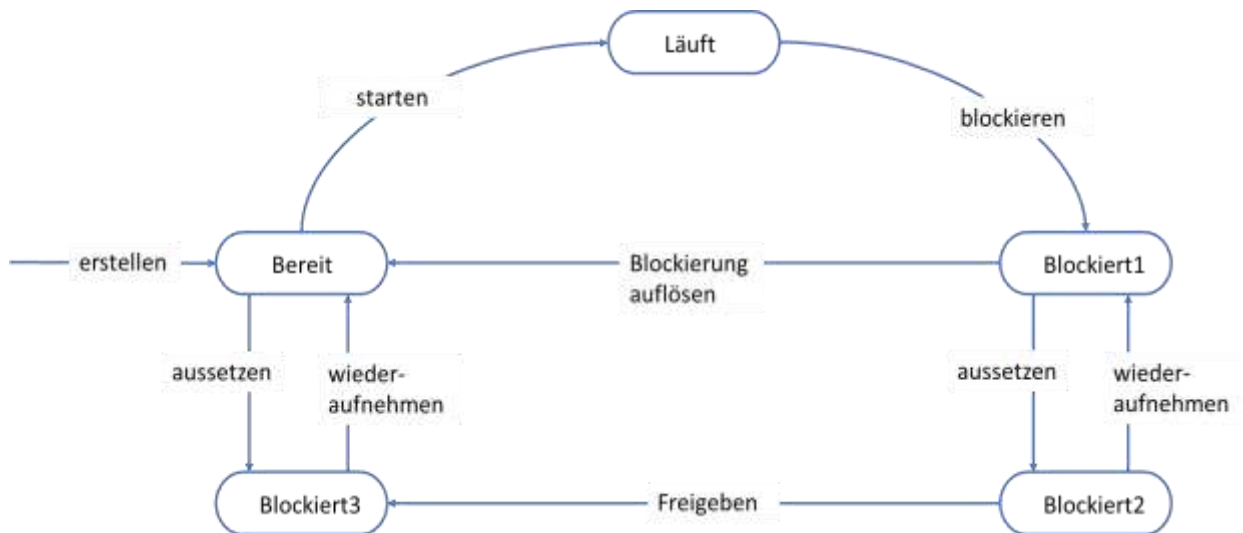 Läuft
starten
blockieren
erstellen
Bereit
Blockierung
auflösen
Blockiert1
aussetzen
wieder-
aufnehmen
aussetzen
wieder-
aufnehmen
Blockiert3
Freigeben
Blockiert2